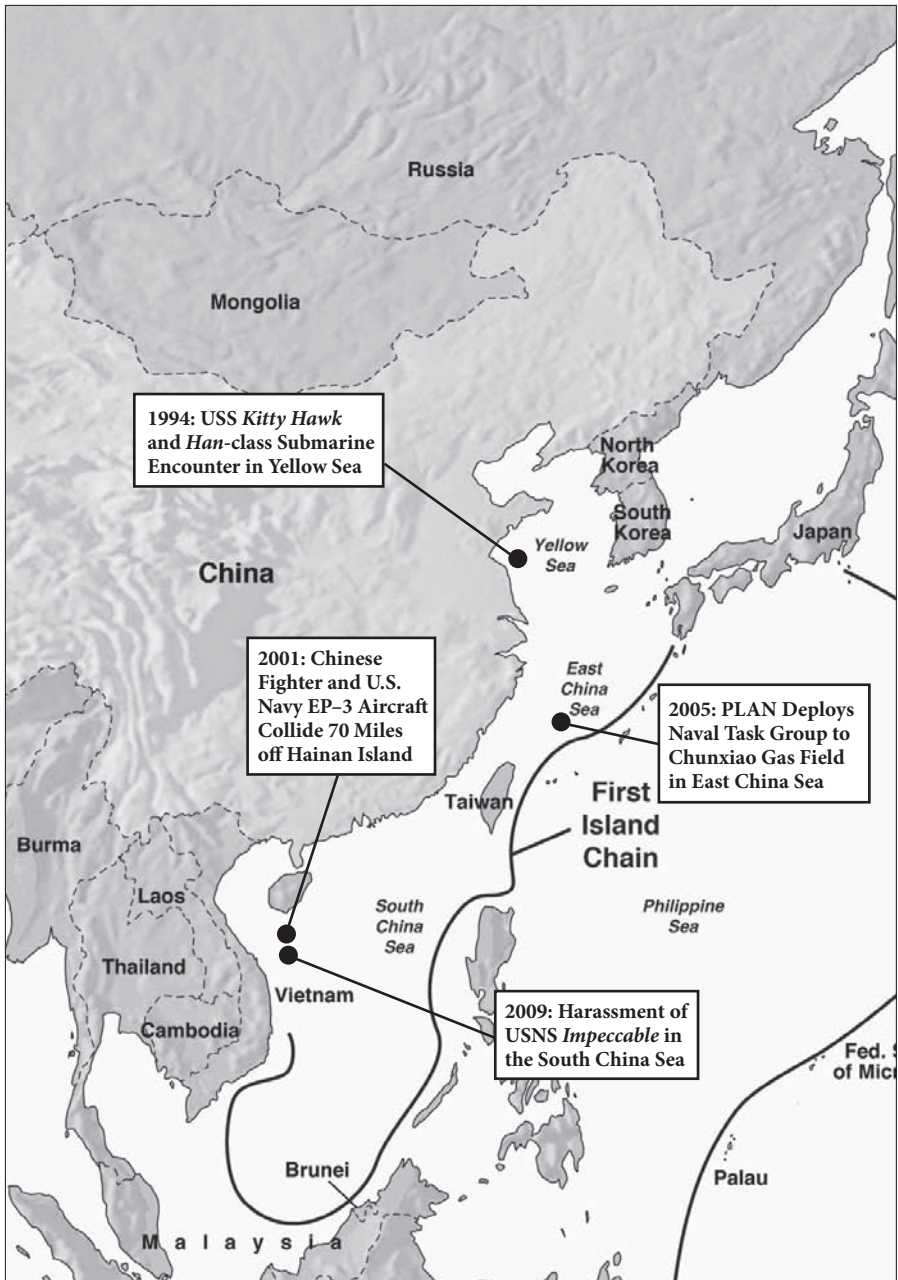 Russia
Mongolia
1994: USS Kitty Hawk
and Han-class Submarine
Encounter in Yellow Sea
North
Korea
South
Korea
Japan
Yellow
Sea
China
2001: Chinese
Fighter and U.S.
Navy EP–3 Aircraft
Collide 70 Miles
off Hainan Island
East
China
Sea
2005: PLAN Deploys
Naval Task Group to
Chunxiao Gas Field
in East China Sea
Taiwan
First
Island
Chain
Burma
Laos
South
China
Sea
Philippine
Sea
Thailand
Vietnam
Cambodia
2009: Harassment of
USNS Impeccable in
the South China Sea
Fed.
of Micr
Brunei
Palau
Malaysia